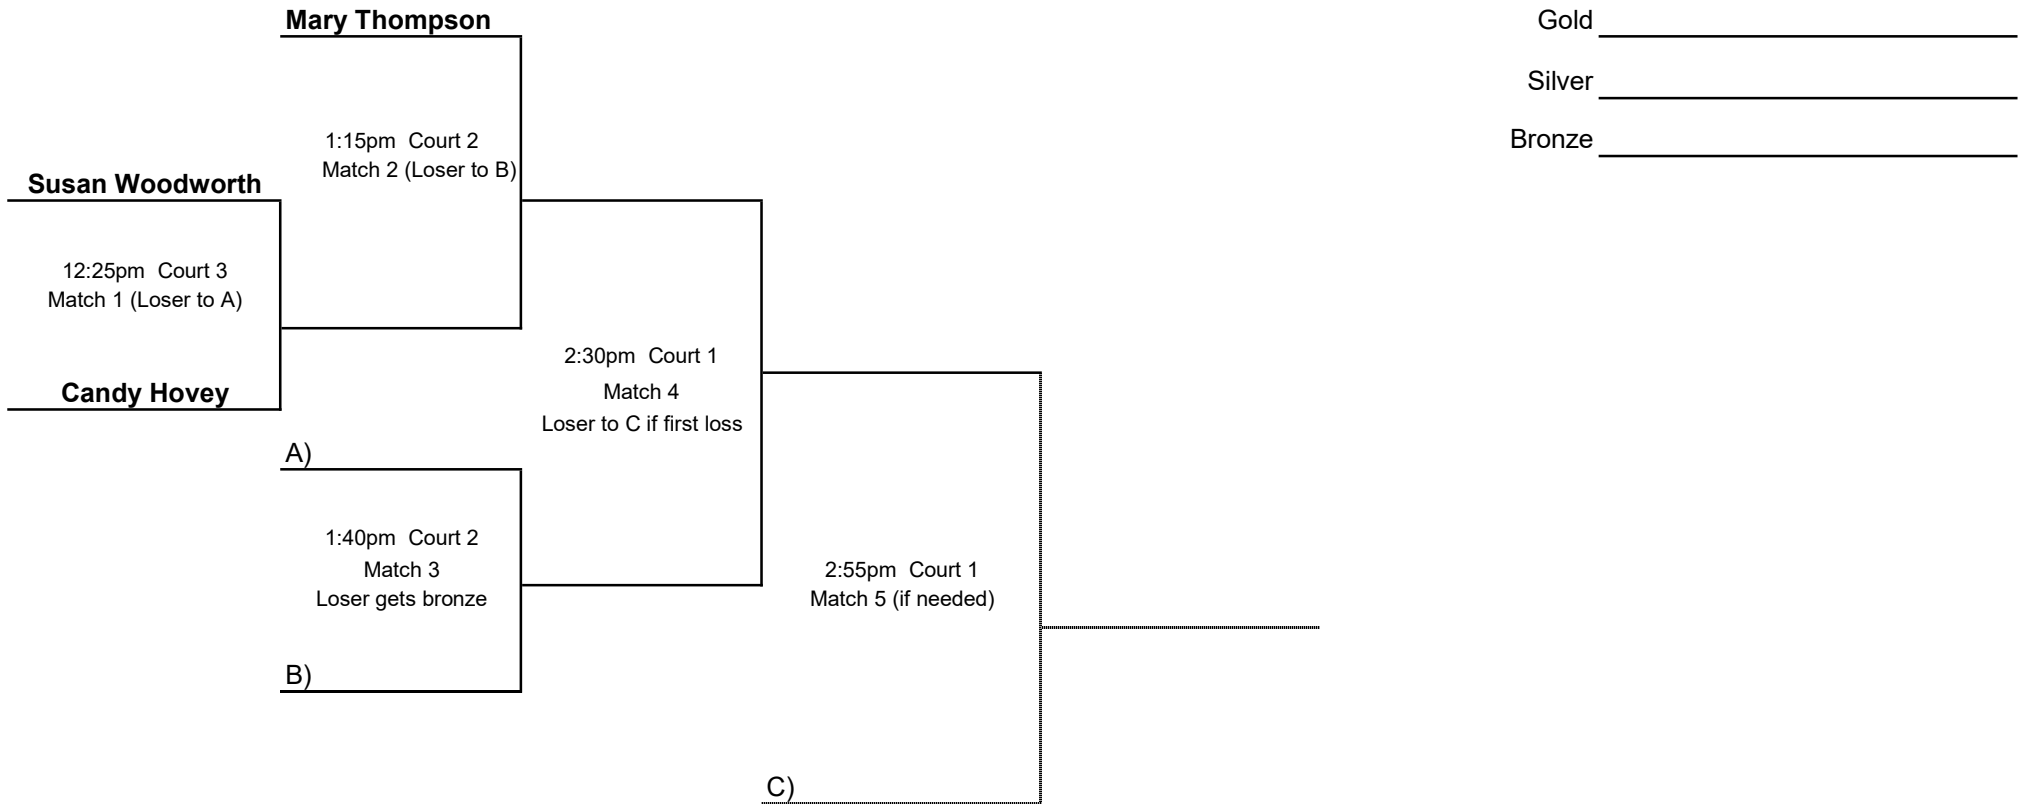 Mary Thompson
Gold
Silver
Bronze
1:15pm  Court 2
Match 2 (Loser to B)
Susan Woodworth
12:25pm  Court 3
Match 1 (Loser to A)
Candy Hovey
2:30pm  Court 1
Match 4
Loser to C if first loss
A)
1:40pm  Court 2
Match 3
Loser gets bronze
B)
2:55pm  Court 1
Match 5 (if needed)
C)